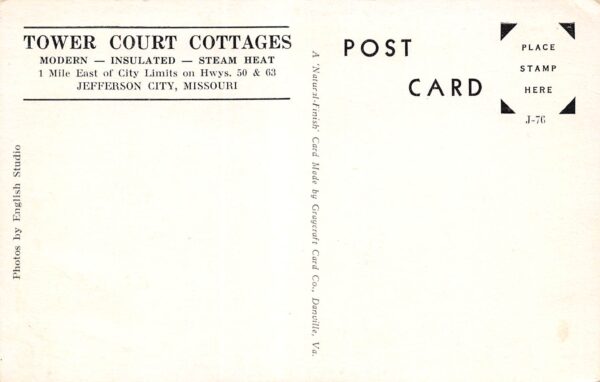 TOWER COURT COTTAGES
MODERN — INSULATED — STEAM HEAT
1 Mile East of City Limits on Hwys. 50 & 63
JEFFERSON CITY, MISSOURI
Photos by English Studio
A 'Natural-Finish' Card Made by Graycraft Card Co., Danville, Va.
POST
CARD
PLACE
STAMP
HERE
J-76